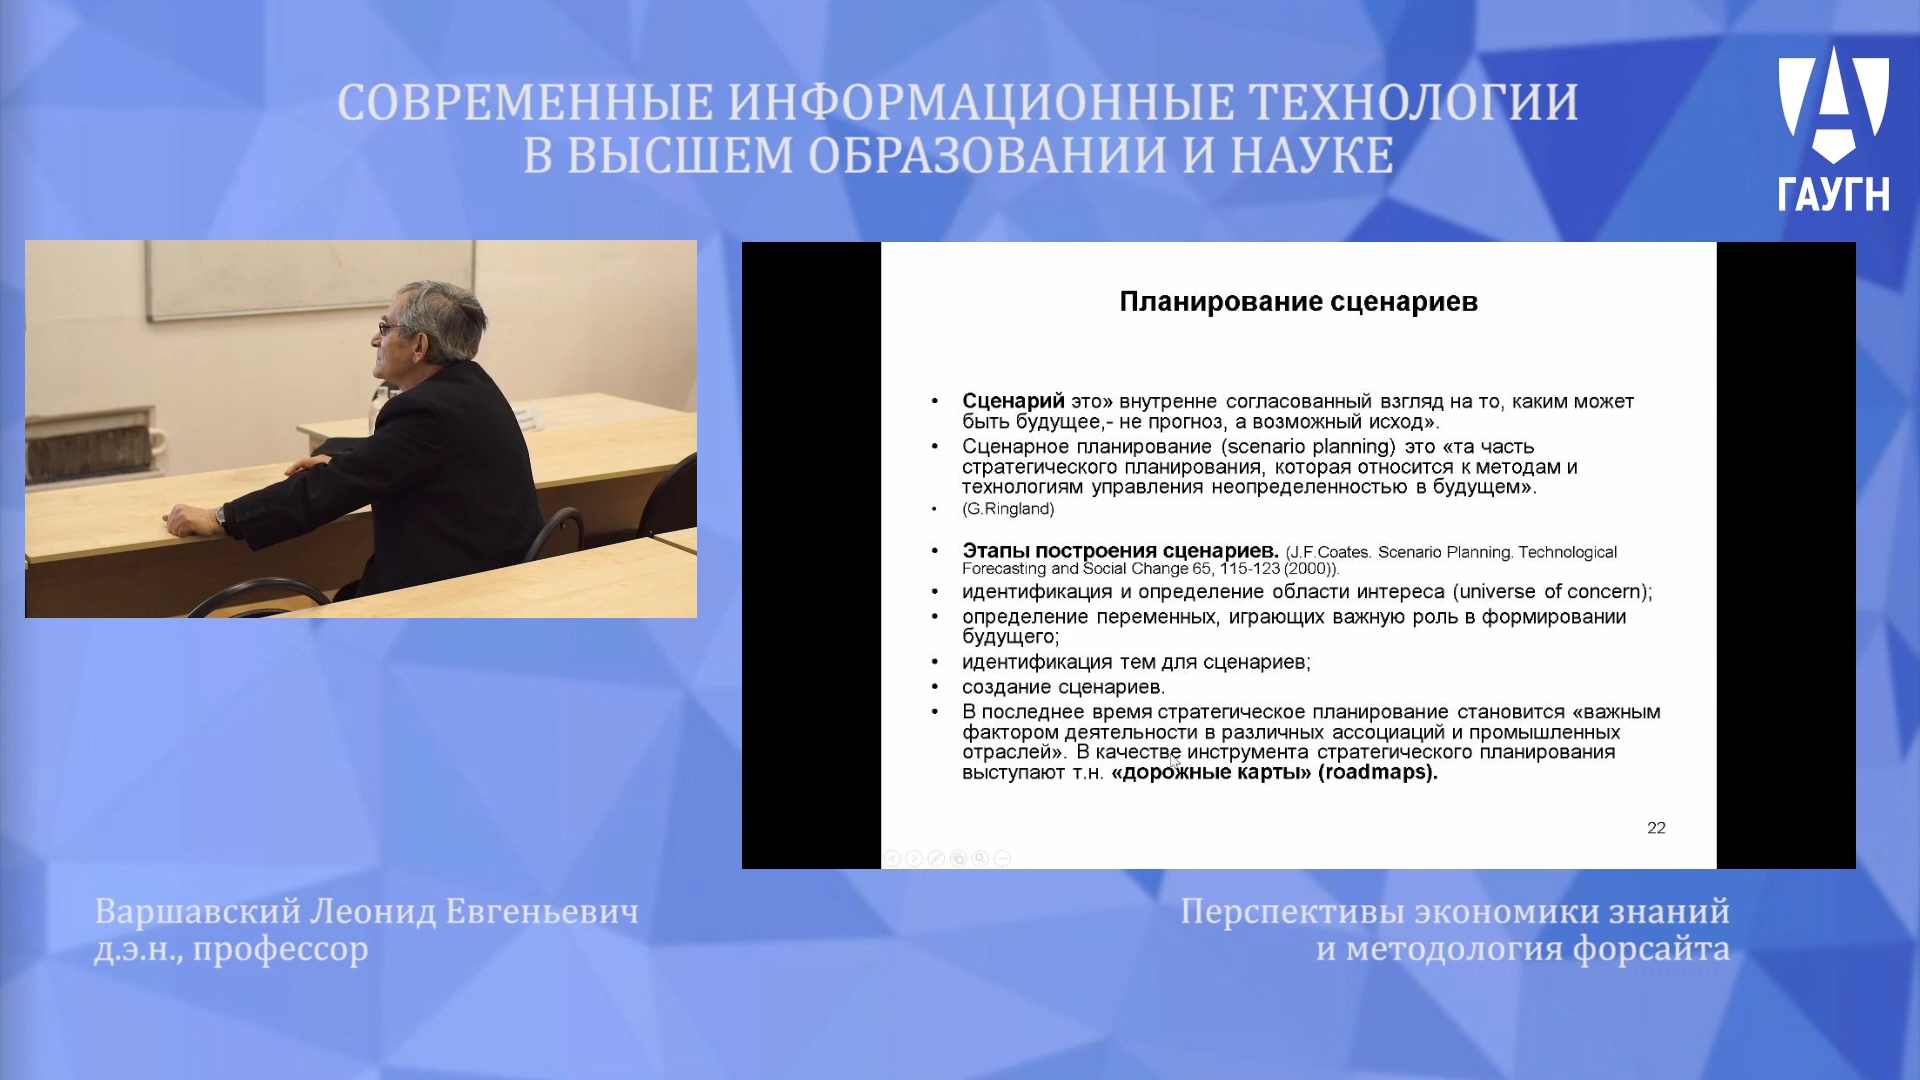 СОВРЕМЕННЫЕ ИНФОРМАЦИОННЫЕ ТЕХНОЛОГИИ
В ВЫСШЕМ ОБРАЗОВАНИИ И НАУКЕ
ГАУГН
Планирование сценариев
• Сценарий это» внутренне согласованный взгляд на то, каким может
быть будущее,- не прогноз, а возможный исход».
• Сценарное планирование (scenario planning) это «та часть
стратегического планирования, которая относится к методам и
технологиям управления неопределенностью в будущем».
• (G.Ringland)
• Этапы построения сценариев. (J.F.Coates. Scenario Planning. Technological
Forecasting and Social Change 65, 115-123 (2000)).
• идентификация и определение области интереса (universe of concern);
• определение переменных, играющих важную роль в формировании
будущего;
• идентификация тем для сценариев;
• создание сценариев.
• В последнее время стратегическое планирование становится «важным
фактором деятельности в различных ассоциаций и промышленных
отраслей». В качестве инструмента стратегического планирования
выступают т.н. «дорожные карты» (roadmaps).
22
Варшавский Леонид Евгеньевич
д.э.н., профессор
Перспективы экономики знаний
и методология форсайта